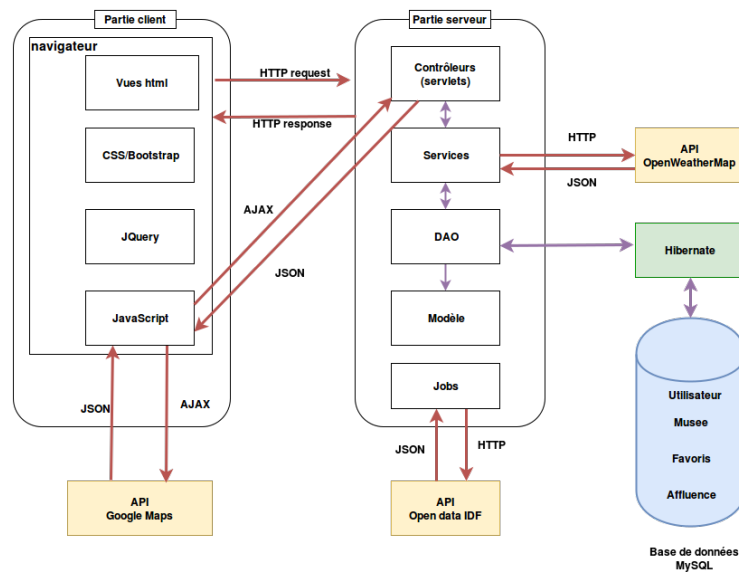 Partie client
Partie serveur
navigateur
Vues html
CSS/Bootstrap
JQuery
JavaScript
HTTP request
HTTP response
AJAX
JSON
Contrôleurs
(servlets)
Services
DAO
Modèle
Jobs
HTTP
JSON
API
OpenWeatherMap
Hibernate
Utilisateur
Musee
Favoris
Affluence
Base de données
MySQL
JSON
AJAX
API
Google Maps
JSON
HTTP
API
Open data IDF